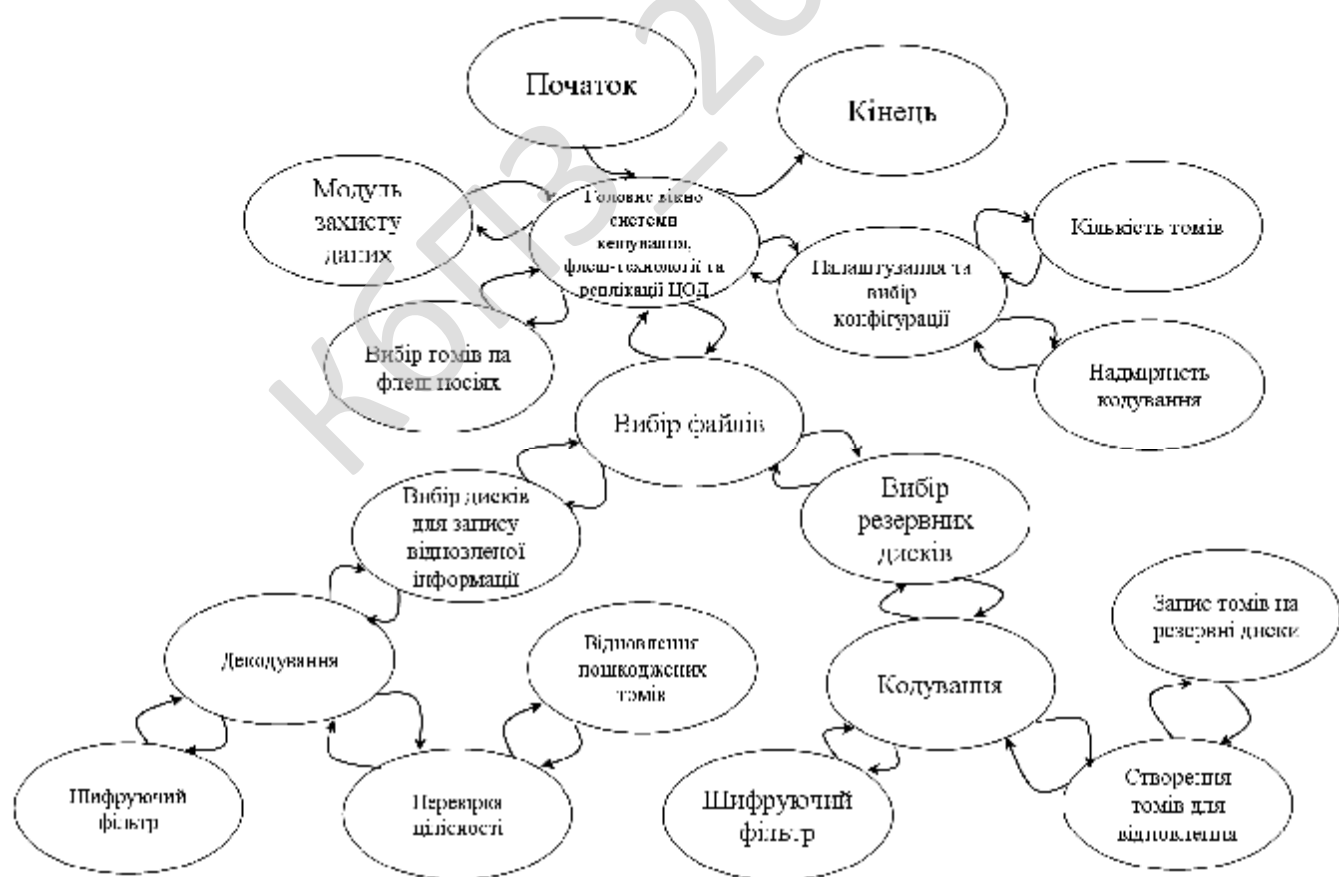 КбПЗ_20
Початок
Кінець
Модуль
захисту
даних
Головне вікно
системи
кешування,
флеш-технології та
реплікації ЦОД
Кількість томів
Налаштування та
вибір
конфігурації
Вибір томів на
флеш носіях
Надмірність
кодування
Вибір файлів
Вибір дисків
для запису
відновленої
інформації
Вибір
резервних
дисків
Запис томів на
резервні диски
Декодування
Відновлення
пошкоджених
томів
Кодування
Шифруючий
фільтр
Перевірка
цілісності
Шифруючий
фільтр
Створення
томів для
відновлення